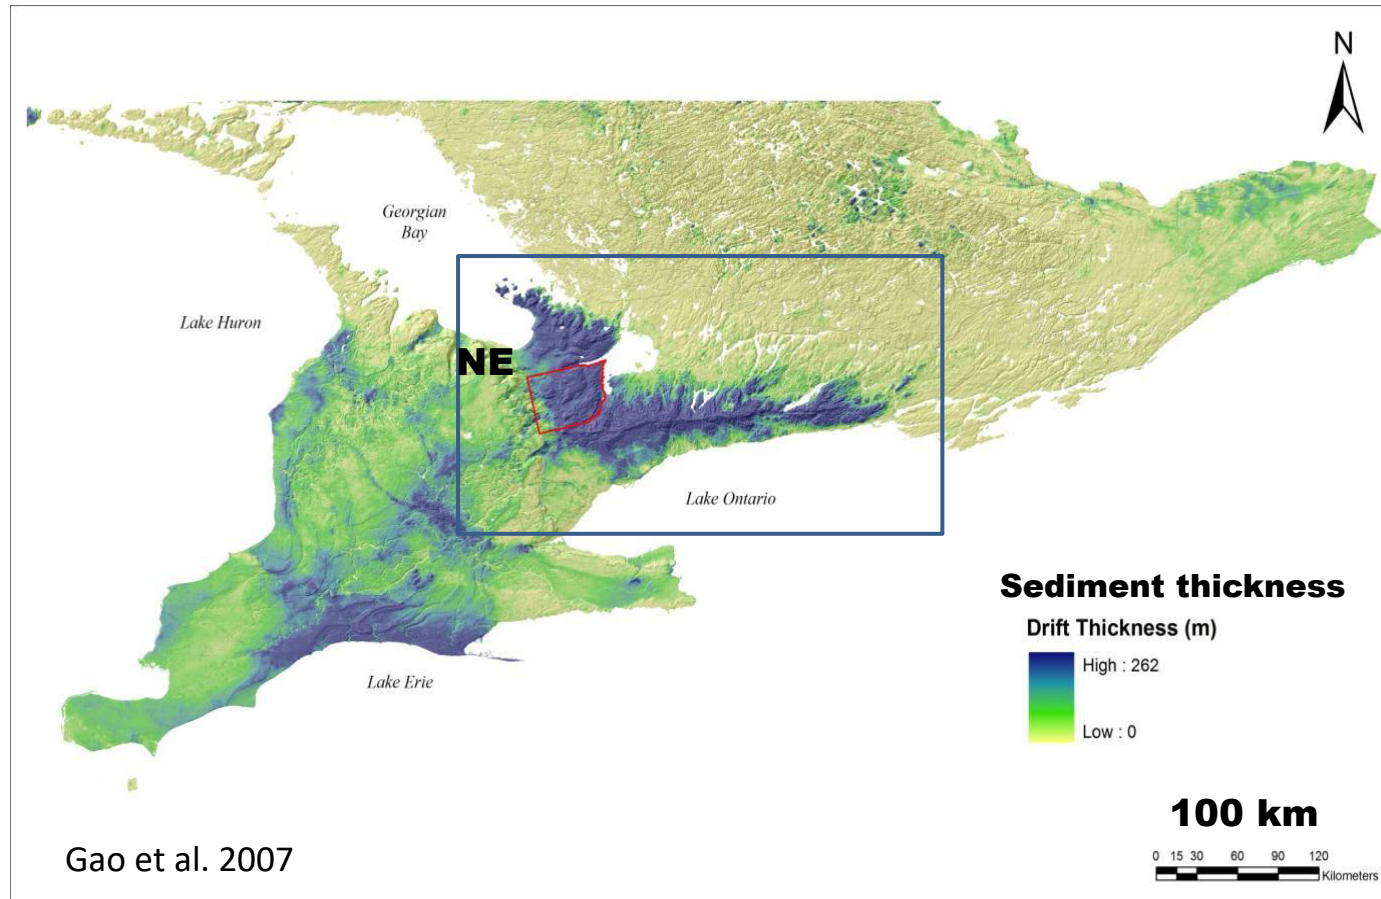 N
Georgian
Bay
Lake Huron
NE
Lake Ontario
Sediment thickness
Drift Thickness (m)
High : 262
Low : 0
Lake Erie
100 km
0 15 30 60 90 120
Kilometers
Gao et al. 2007